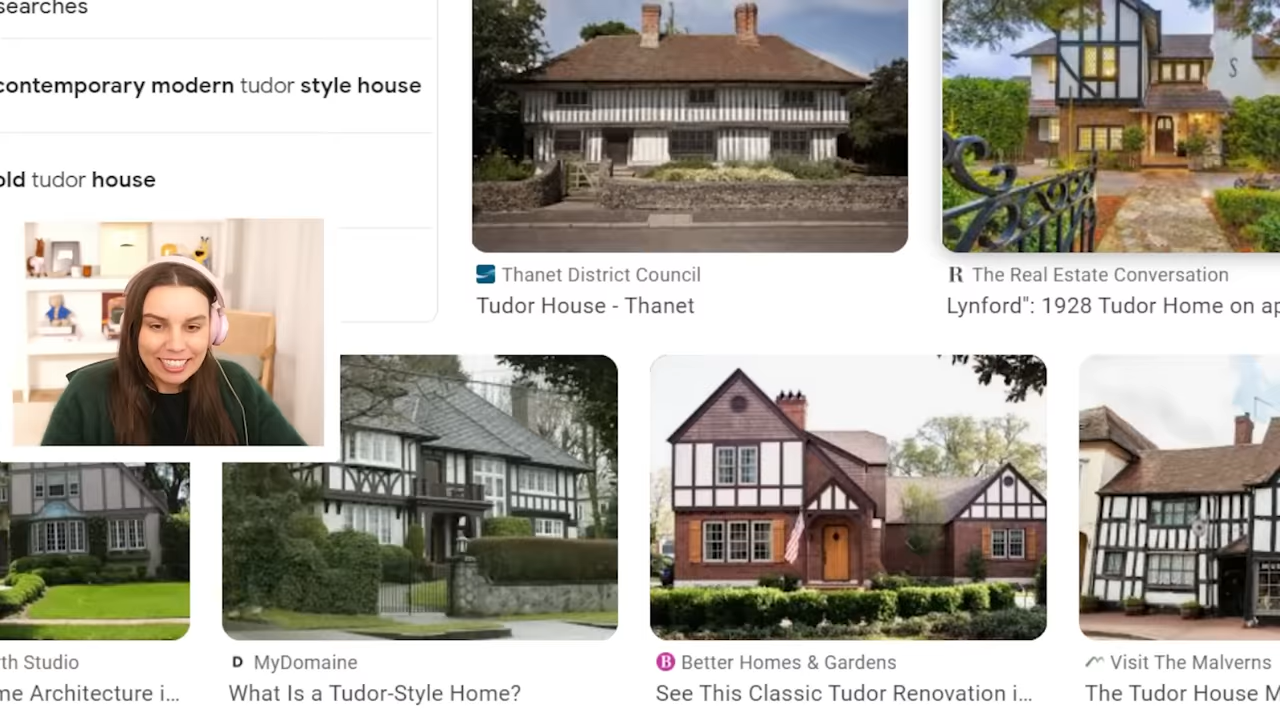 searches
contemporary modern tudor style house
old tudor house
S
Thanet District Council
Tudor House - Thanet
R The Real Estate Conversation
Lynford": 1928 Tudor Home on ap
th Studio
me Architecture i...
D MyDomaine
What Is a Tudor-Style Home?
B Better Homes & Gardens
See This Classic Tudor Renovation i...
Visit The Malverns
The Tudor House M